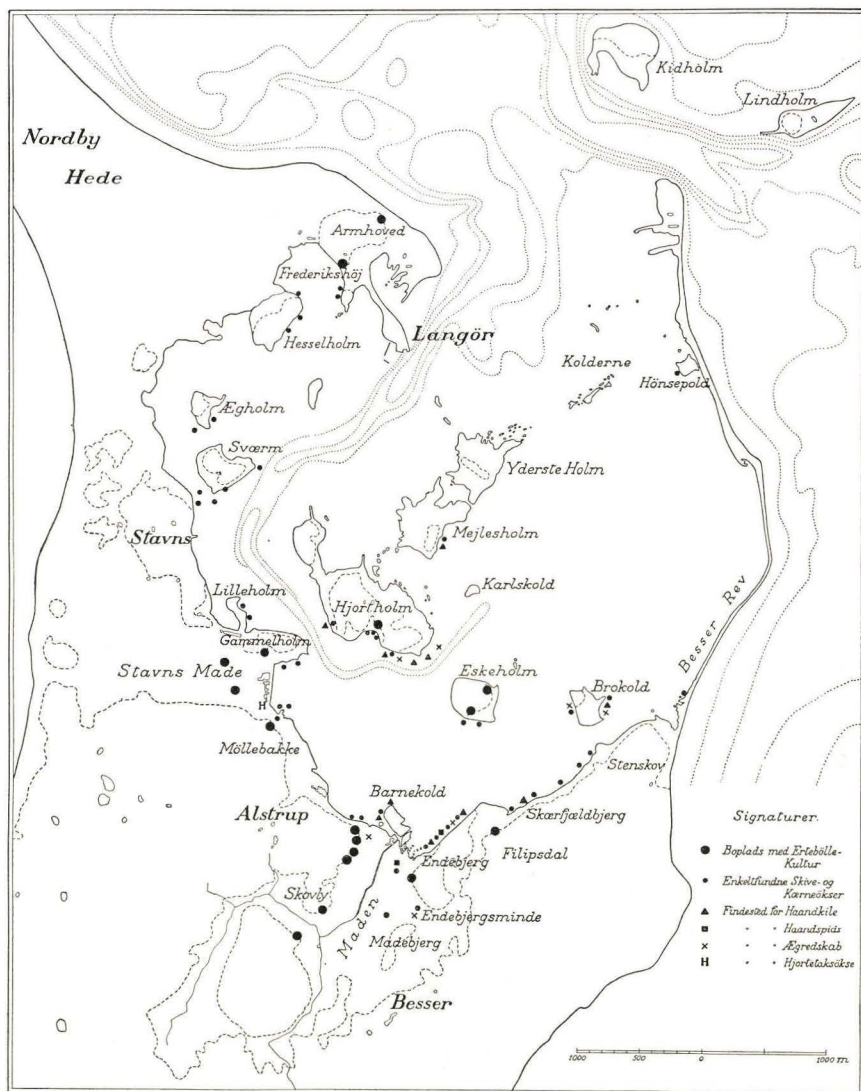 Kidholm
Lindholm
Nordby
Hede
Armhoved
Frederikshöj
Langör
Hesselholm
Kolderne
Hönsepold
Ægholm
Sværm
Yderste Holm
Stavns
Mejlesholm
Karlskold
Lilleholm
Hjortholm
Besser Rev
Gammelholm
Stavns Made
Eskeholm
Brokold
H
Möllebakke
Stenskov
Barnekold
Alstrup
Skærfjældbjerg
Signaturer.
Endebjerg
Filipsdal
Boplads med Ertebölle-
Kultur
Enkeltfundne Skive- og
Kærneökser
Skovly
Maden
Endebjergsminde
Findested for Haandkile
" " Haandspids
Madebjerg
" " Ægredskab
H " " Hjortetaksökse
Besser
1000 500 0 1000 m.